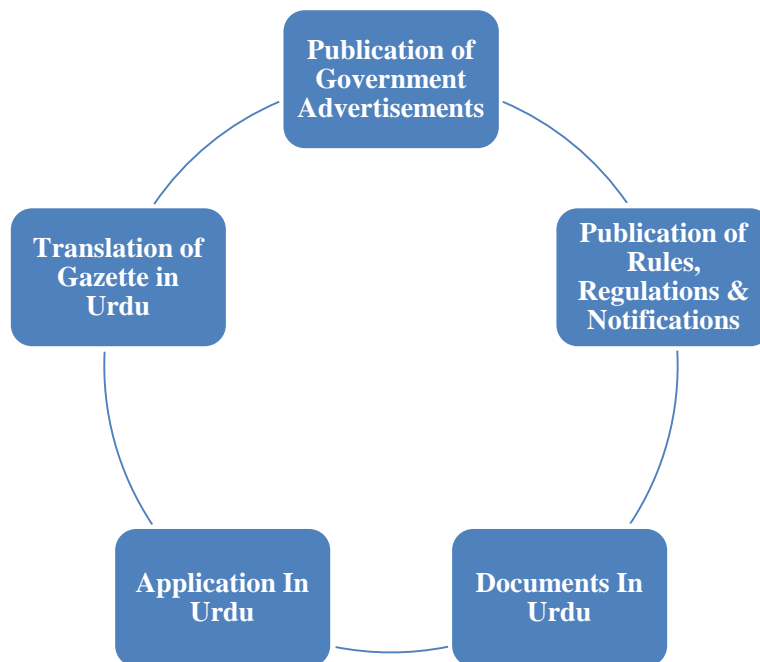 Publication of
Government
Advertisements
Publication of
Rules,
Regulations &
Notifications
Documents In
Urdu
Application In
Urdu
Translation of
Gazette in
Urdu